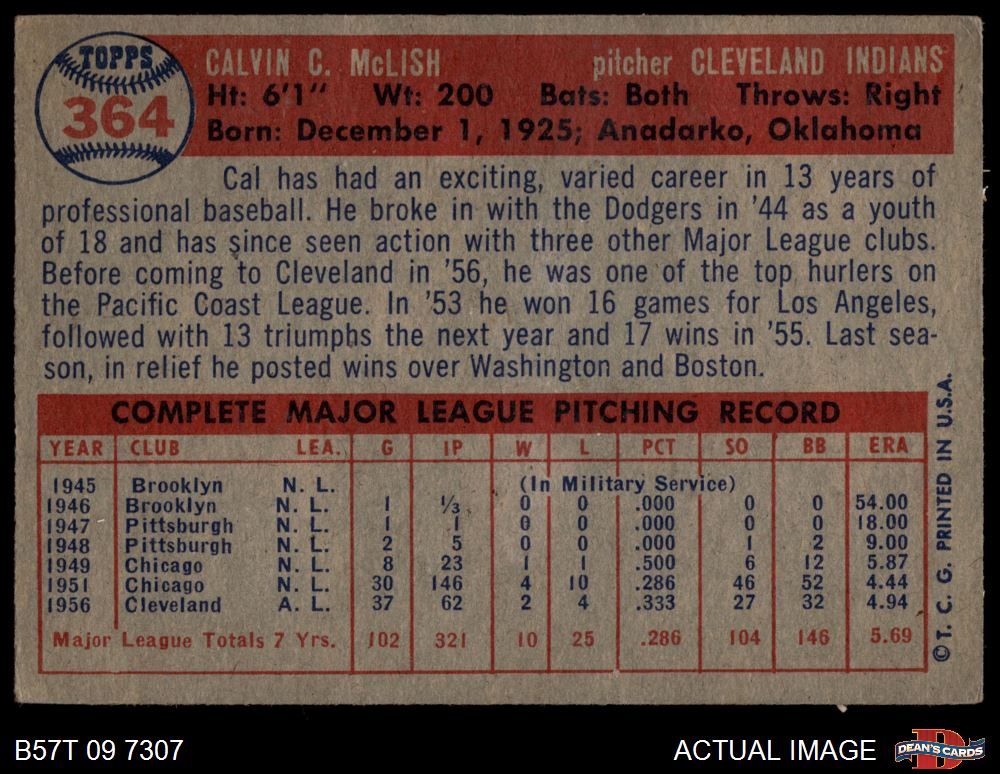 TOPPS
364
CALVIN C. McLISH pitcher CLEVELAND INDIANS
Ht: 6'1" Wt: 200 Bats: Both Throws: Right
Born: December 1, 1925; Anadarko, Oklahoma
Cal has had an exciting, varied career in 13 years of
professional baseball. He broke in with the Dodgers in '44 as a youth
of 18 and has since seen action with three other Major League clubs.
Before coming to Cleveland in '56, he was one of the top hurlers on
the Pacific Coast League. In '53 he won 16 games for Los Angeles,
followed with 13 triumphs the next year and 17 wins in '55. Last sea-
son, in relief he posted wins over Washington and Boston.
COMPLETE MAJOR LEAGUE PITCHING RECORD
YEAR CLUB LEA. G IP W L PCT SO BB ERA
1945 Brooklyn N. L. (In Military Service)
1946 Brooklyn N. L. 1 ⅓ 0 0 .000 0 0 54.00
1947 Pittsburgh N. L. 1 1 0 0 .000 0 0 18.00
1948 Pittsburgh N. L. 2 5 0 0 .000 1 2 9.00
1949 Chicago N. L. 8 23 1 1 .500 6 12 5.87
1951 Chicago N. L. 30 146 4 10 .286 46 52 4.44
1956 Cleveland A. L. 37 62 2 4 .333 27 32 4.94
Major League Totals 7 Yrs. 102 321 10 25 .286 104 146 5.69
© T. C. G. PRINTED IN U.S.A.
B57T 09 7307 ACTUAL IMAGE
DEAN'S CARDS